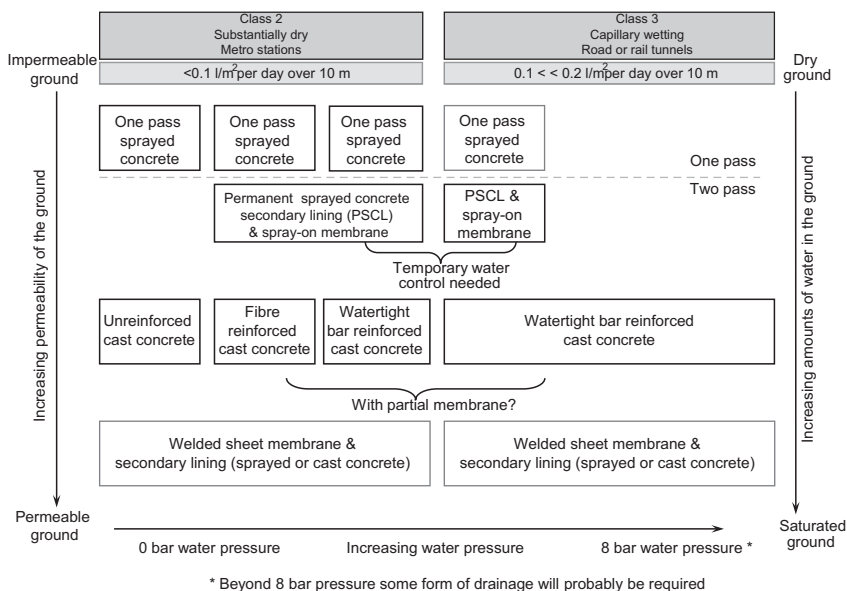 Class 2
Substantially dry
Metro stations
Class 3
Capillary wetting
Road or rail tunnels
Impermeable
ground
<0.1 l/m2 per day over 10 m
0.1 < < 0.2 l/m2 per day over 10 m
Dry
ground
One pass
sprayed
concrete
One pass
sprayed
concrete
One pass
sprayed
concrete
One pass
sprayed
concrete
One pass
Two pass
Permanent sprayed concrete
secondary lining (PSCL)
& spray-on membrane
PSCL &
spray-on
membrane
Temporary water
control needed
Increasing permeability of the ground
Increasing amounts of water in the ground
Unreinforced
cast concrete
Fibre
reinforced
cast concrete
Watertight
bar reinforced
cast concrete
Watertight bar reinforced
cast concrete
With partial membrane?
Welded sheet membrane &
secondary lining (sprayed or cast concrete)
Welded sheet membrane &
secondary lining (sprayed or cast concrete)
Permeable
ground
Saturated
ground
0 bar water pressure
Increasing water pressure
8 bar water pressure *
* Beyond 8 bar pressure some form of drainage will probably be required